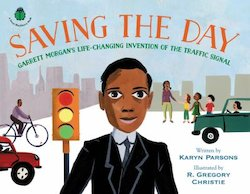 SAVING THE DAY
GARRETT MORGAN'S LIFE-CHANGING INVENTION OF THE TRAFFIC SIGNAL
Written by
KARYN PARSONS
Illustrated by
R. GREGORY
CHRISTIE